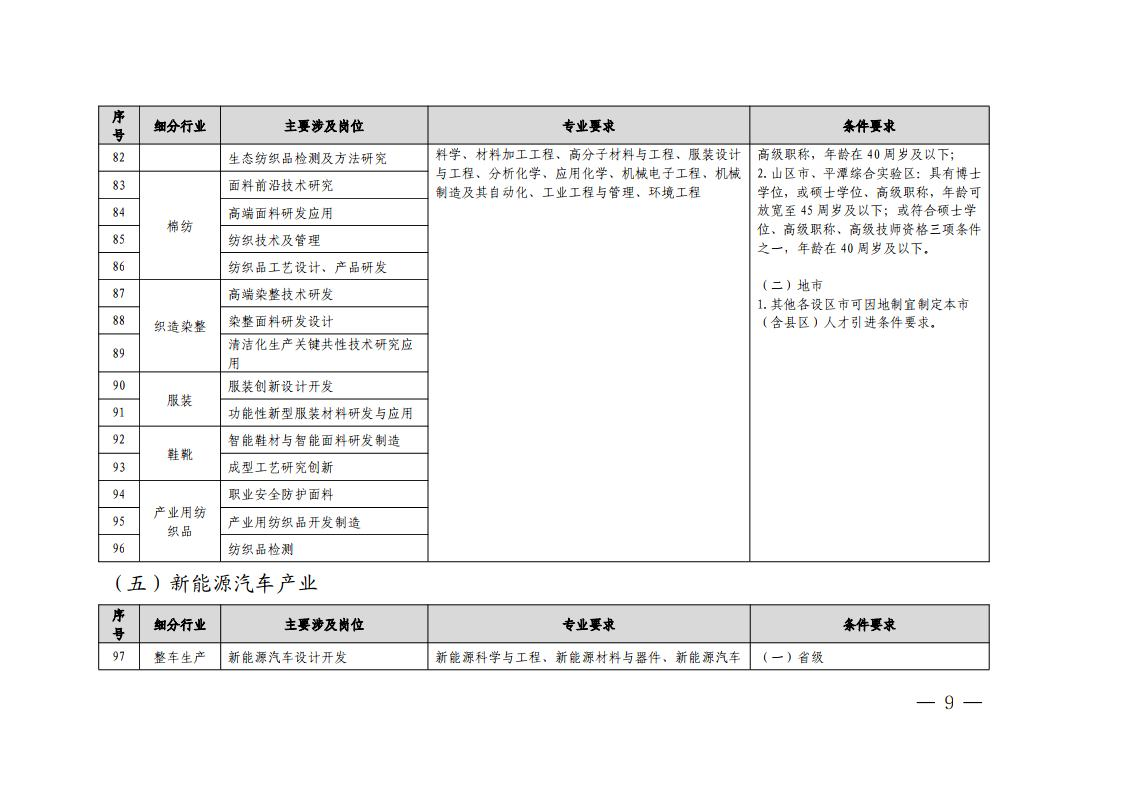 序号 细分行业 主要涉及岗位 专业要求 条件要求
82 生态纺织品检测及方法研究
83 面料前沿技术研究
84 高端面料研发应用
棉纺
85 纺织技术及管理
86 纺织品工艺设计、产品研发
87 高端染整技术研发
88 染整面料研发设计
织造染整
89 清洁化生产关键共性技术研究应
用
90 服装创新设计开发
服装
91 功能性新型服装材料研发与应用
92 智能鞋材与智能面料研发制造
鞋靴
93 成型工艺研究创新
94 职业安全防护面料
产业用纺
织品
95 产业用纺织品开发制造
96 纺织品检测
料学、材料加工工程、高分子材料与工程、服装设计
与工程、分析化学、应用化学、机械电子工程、机械
制造及其自动化、工业工程与管理、环境工程
高级职称，年龄在 40 周岁及以下；
2.山区市、平潭综合实验区：具有博士
学位，或硕士学位、高级职称，年龄可
放宽至 45 周岁及以下；或符合硕士学
位、高级职称、高级技师资格三项条件
之一，年龄在 40 周岁及以下。
（二）地市
1.其他各设区市可因地制宜制定本市
（含县区）人才引进条件要求。
（五）新能源汽车产业
序号 细分行业 主要涉及岗位 专业要求 条件要求
97 整车生产 新能源汽车设计开发 新能源科学与工程、新能源材料与器件、新能源汽车 （一）省级
— 9 —